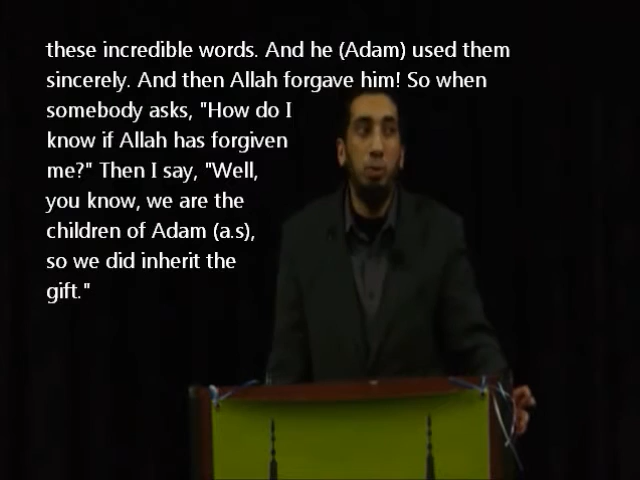 these incredible words. And he (Adam) used them
sincerely. And then Allah forgave him! So when
somebody asks, "How do I
know if Allah has forgiven
me?" Then I say, "Well,
you know, we are the
children of Adam (a.s),
so we did inherit the
gift."